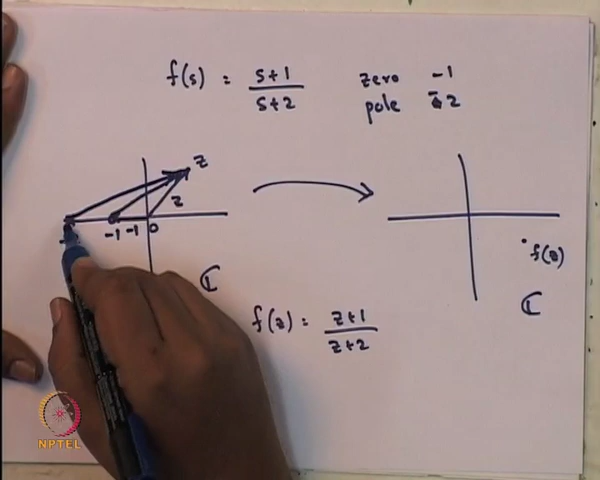 f(s) = s+1 / s+2 zero -1
pole -2
z
z
-1 -1 0
f(z)
ℂ
ℂ
f(z) = z+1 / z+2
NPTEL